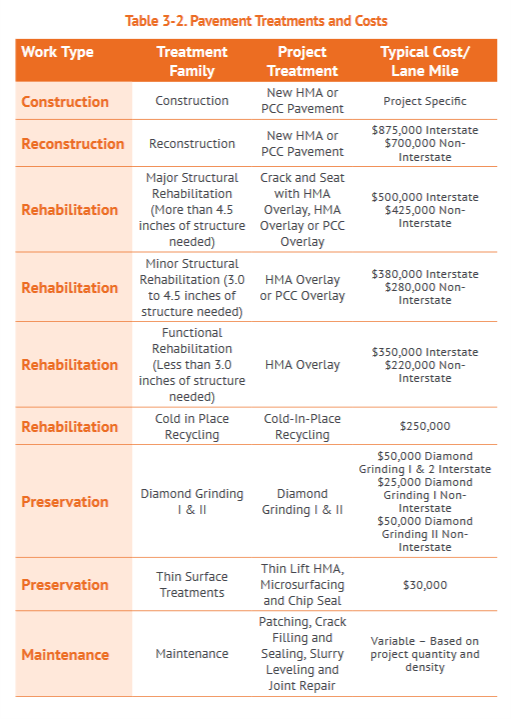 Table 3-2. Pavement Treatments and Costs
Work Type
Treatment
Family
Project
Treatment
Typical Cost/
Lane Mile
Construction
Construction
New HMA or
PCC Pavement
Project Specific
Reconstruction
Reconstruction
New HMA or
PCC Pavement
$875,000 Interstate
$700,000 Non-
Interstate
Rehabilitation
Major Structural
Rehabilitation
(More than 4.5
inches of structure
needed)
Crack and Seat
with HMA
Overlay, HMA
Overlay or PCC
Overlay
$500,000 Interstate
$425,000 Non-
Interstate
Rehabilitation
Minor Structural
Rehabilitation (3.0
to 4.5 inches of
structure needed)
HMA Overlay
or PCC Overlay
$380,000 Interstate
$280,000 Non-
Interstate
Rehabilitation
Functional
Rehabilitation
(Less than 3.0
inches of structure
needed)
HMA Overlay
$350,000 Interstate
$220,000 Non-
Interstate
Rehabilitation
Cold in Place
Recycling
Cold-In-Place
Recycling
$250,000
Preservation
Diamond Grinding
I & II
Diamond
Grinding I & II
$50,000 Diamond
Grinding I & 2 Interstate
$25,000 Diamond
Grinding I Non-
Interstate
$50,000 Diamond
Grinding II Non-
Interstate
Preservation
Thin Surface
Treatments
Thin Lift HMA,
Microsurfacing
and Chip Seal
$30,000
Maintenance
Maintenance
Patching, Crack
Filling and
Sealing, Slurry
Leveling and
Joint Repair
Variable – Based on
project quantity and
density